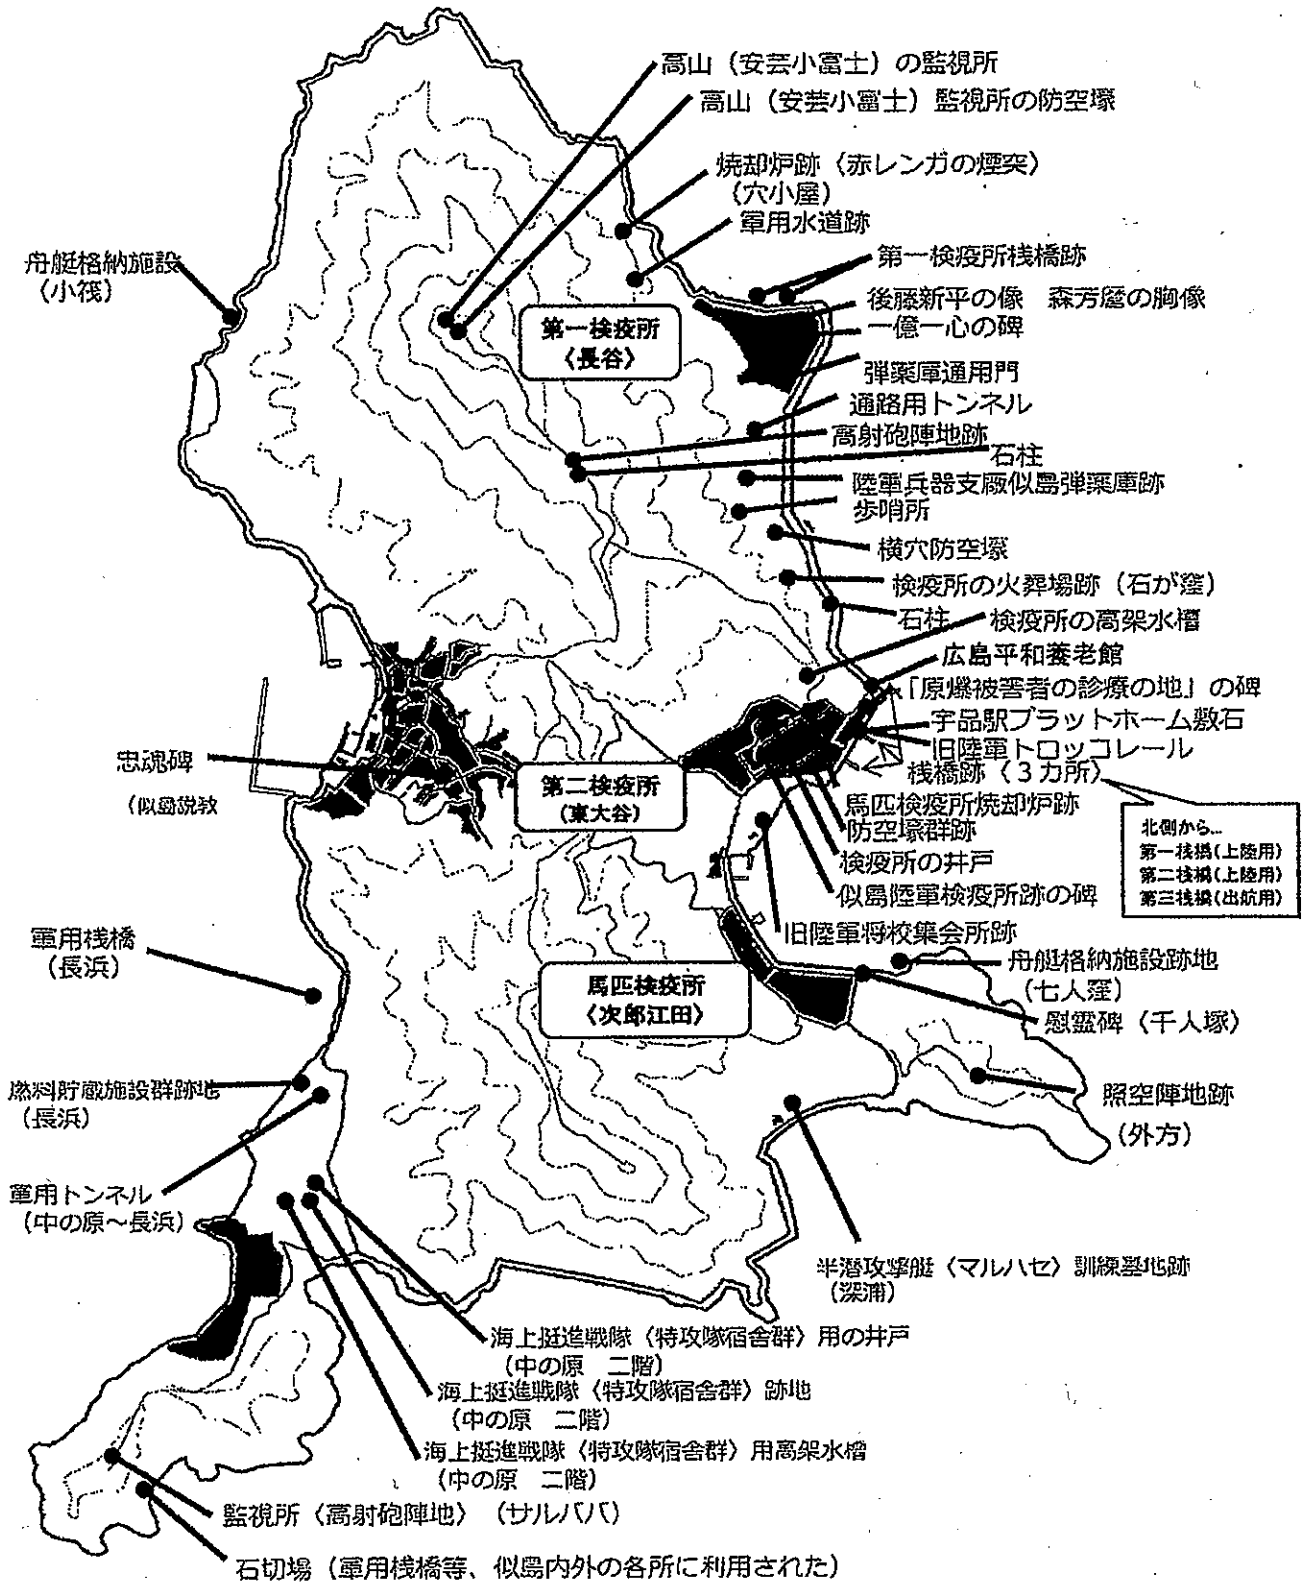 高山（安芸小富士）の監視所
高山（安芸小富士）監視所の防空壕
焼却炉跡〈赤レンガの煙突〉
（穴小屋）
軍用水道跡
舟艇格納施設
（小筏）
第一検疫所桟橋跡
後藤新平の像　森芳麿の胸像
一億一心の碑
第一検疫所
〈長谷〉
弾薬庫通用門
通路用トンネル
高射砲陣地跡
石柱
陸軍兵器支廠似島弾薬庫跡
歩哨所
横穴防空壕
検疫所の火葬場跡（石が窪）
石柱
検疫所の高架水槽
広島平和養老館
「原爆被害者の診療の地」の碑
宇品駅プラットホーム敷石
旧陸軍トロッコレール
桟橋跡〈３カ所〉
忠魂碑
（似島説教
第二検疫所
（東大谷）
馬匹検疫所焼却炉跡
防空壕群跡
検疫所の井戸
似島陸軍検疫所跡の碑
北側から...
第一桟橋（上陸用）
第二桟橋（上陸用）
第三桟橋（出航用）
旧陸軍将校集会所跡
軍用桟橋
（長浜）
馬匹検疫所
〈次郎江田〉
舟艇格納施設跡地
（七人窪）
慰霊碑〈千人塚〉
燃料貯蔵施設群跡地
（長浜）
照空陣地跡
（外方）
軍用トンネル
（中の原～長浜）
半潜攻撃艇〈マルハセ〉訓練基地跡
（深浦）
海上挺進戦隊〈特攻隊宿舎群〉用の井戸
（中の原　二階）
海上挺進戦隊〈特攻隊宿舎群〉跡地
（中の原　二階）
海上挺進戦隊〈特攻隊宿舎群〉用高架水槽
（中の原　二階）
監視所〈高射砲陣地〉（サルババ）
石切場（軍用桟橋等、似島内外の各所に利用された）